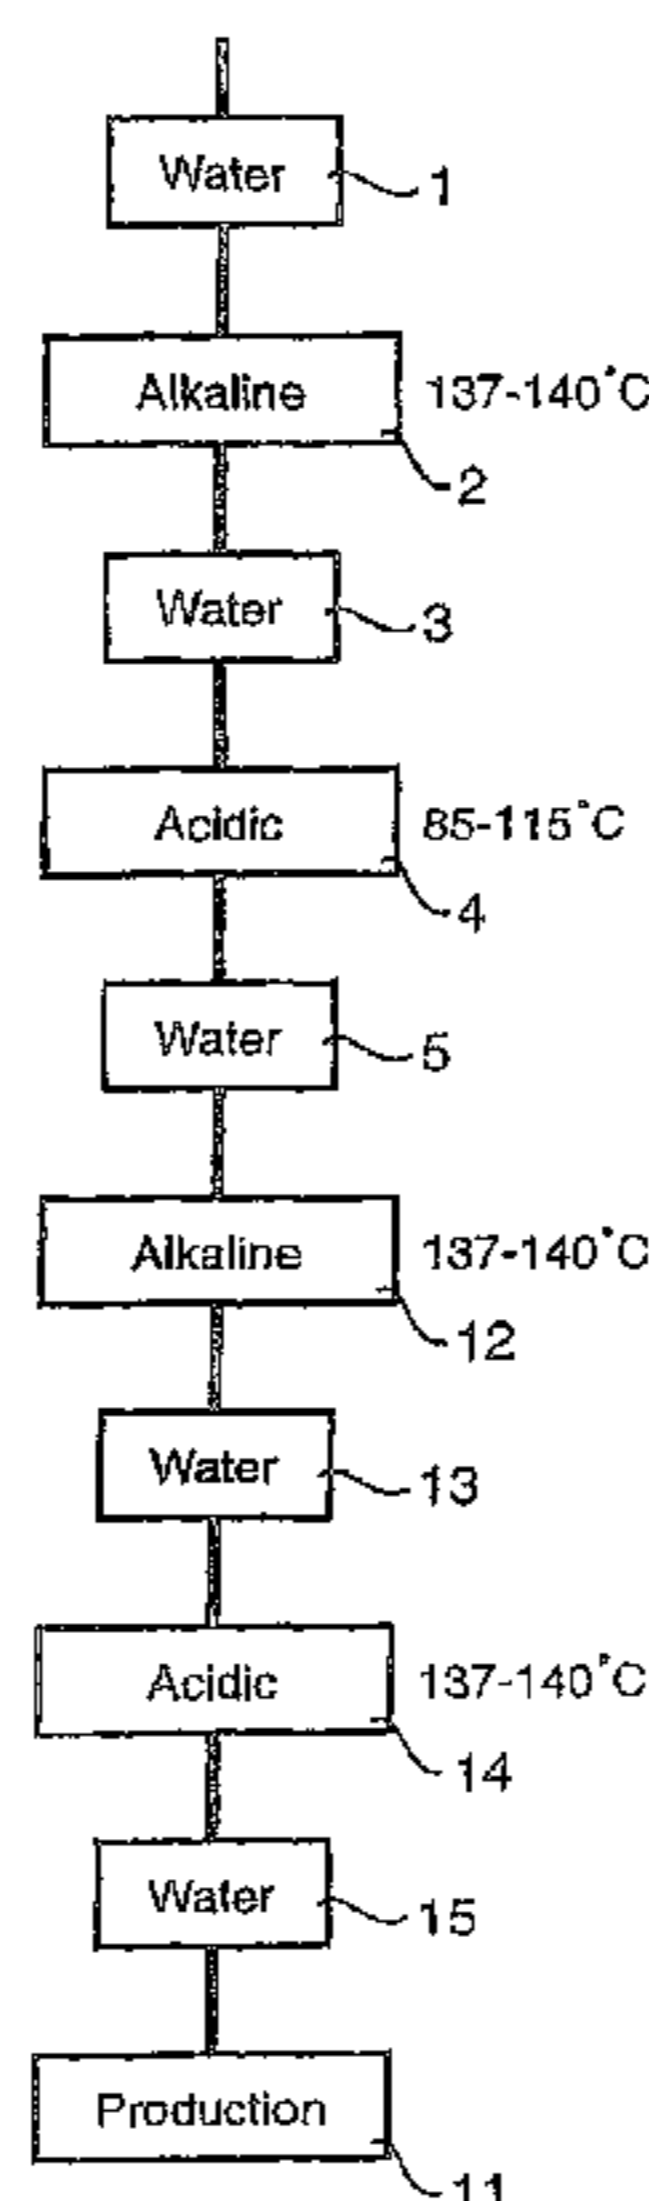 Water
1
Alkaline 137-140°C
2
Water
3
Acidic 85-115°C
4
Water
5
Alkaline 137-140°C
12
Water
13
Acidic 137-140°C
14
Water
15
Production
11